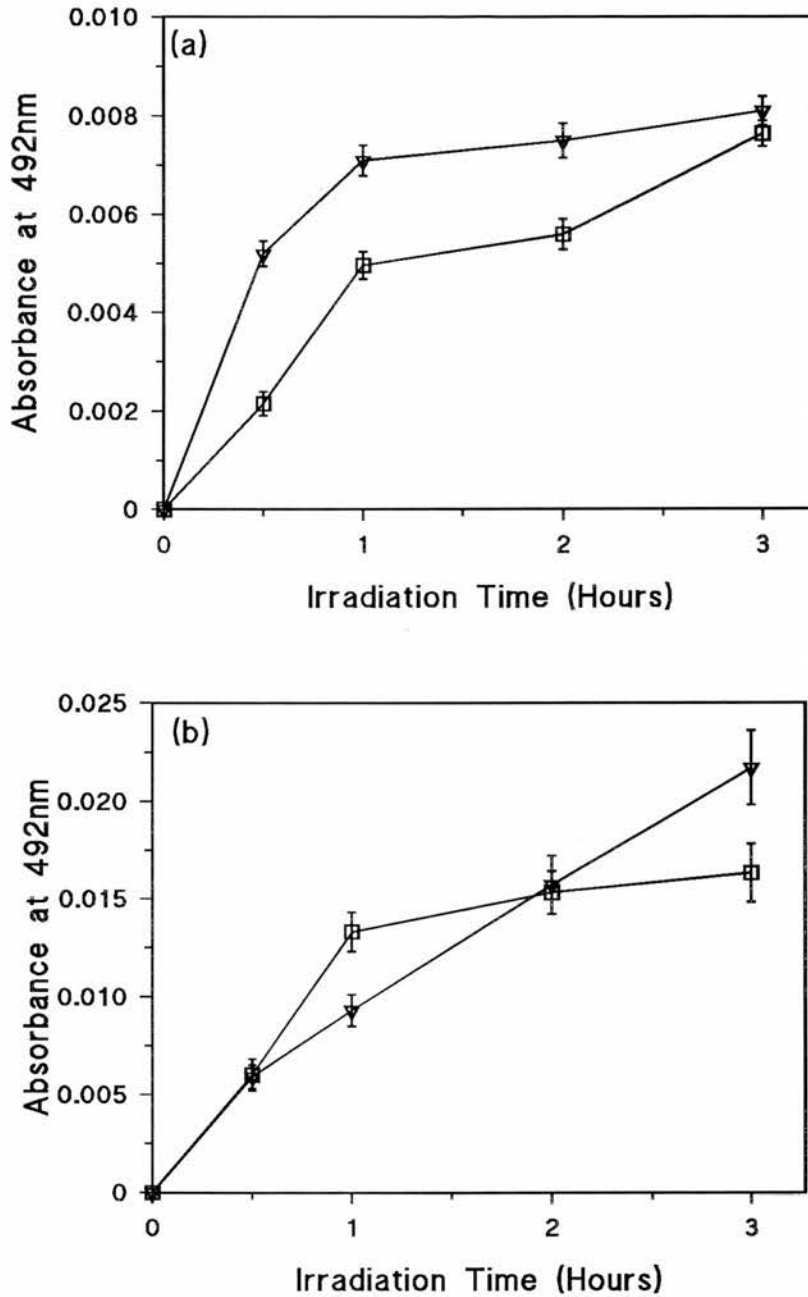 (a)
0.010
0.008
0.006
0.004
0.002
0
Absorbance at 492nm
0 1 2 3
Irradiation Time (Hours)
(b)
0.025
0.020
0.015
0.010
0.005
0
Absorbance at 492nm
0 1 2 3
Irradiation Time (Hours)